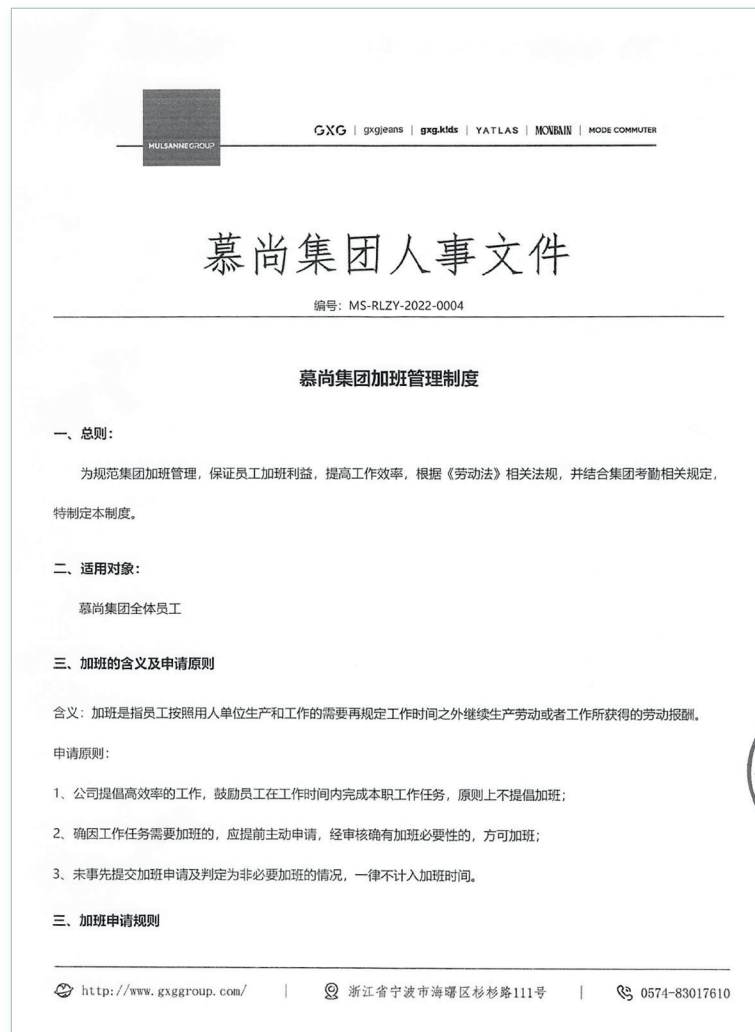 MULSANNE GROUP
GXG | gxgjeans | gxg.kids | YATLAS | MONBAIN | MODE COMMUTER
慕尚集团人事文件
编号：MS-RLZY-2022-0004
慕尚集团加班管理制度
一、总则：
为规范集团加班管理，保证员工加班利益，提高工作效率，根据《劳动法》相关法规，并结合集团考勤相关规定，
特制定本制度。
二、适用对象：
慕尚集团全体员工
三、加班的含义及申请原则
含义：加班是指员工按照用人单位生产和工作的需要再规定工作时间之外继续生产劳动或者工作所获得的劳动报酬。
申请原则：
1、公司提倡高效率的工作，鼓励员工在工作时间内完成本职工作任务，原则上不提倡加班；
2、确因工作任务需要加班的，应提前主动申请，经审核确有加班必要性的，方可加班；
3、未事先提交加班申请及判定为非必要加班的情况，一律不计入加班时间。
三、加班申请规则
http://www.gxggroup.com/ | 浙江省宁波市海曙区杉杉路111号 | 0574-83017610